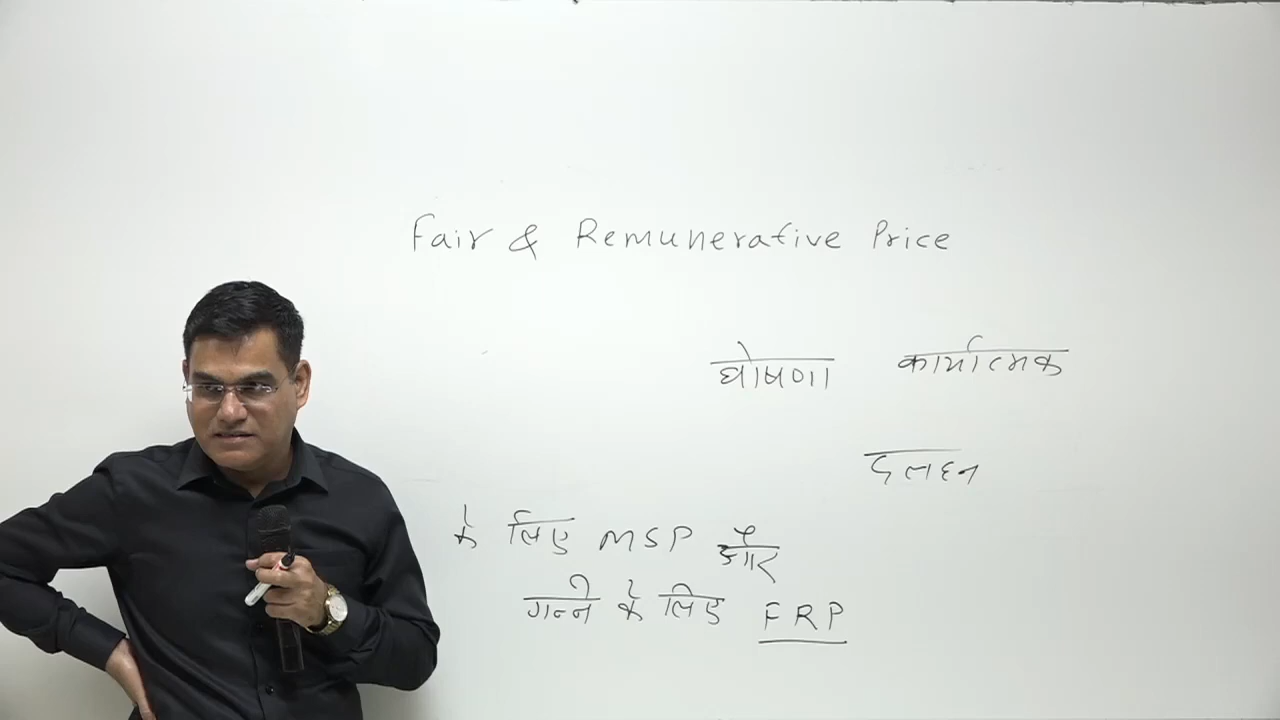 Fair & Remunerative Price
घोषणा कार्यात्मक
दलहन
के लिए MSP और
गन्ने के लिए FRP